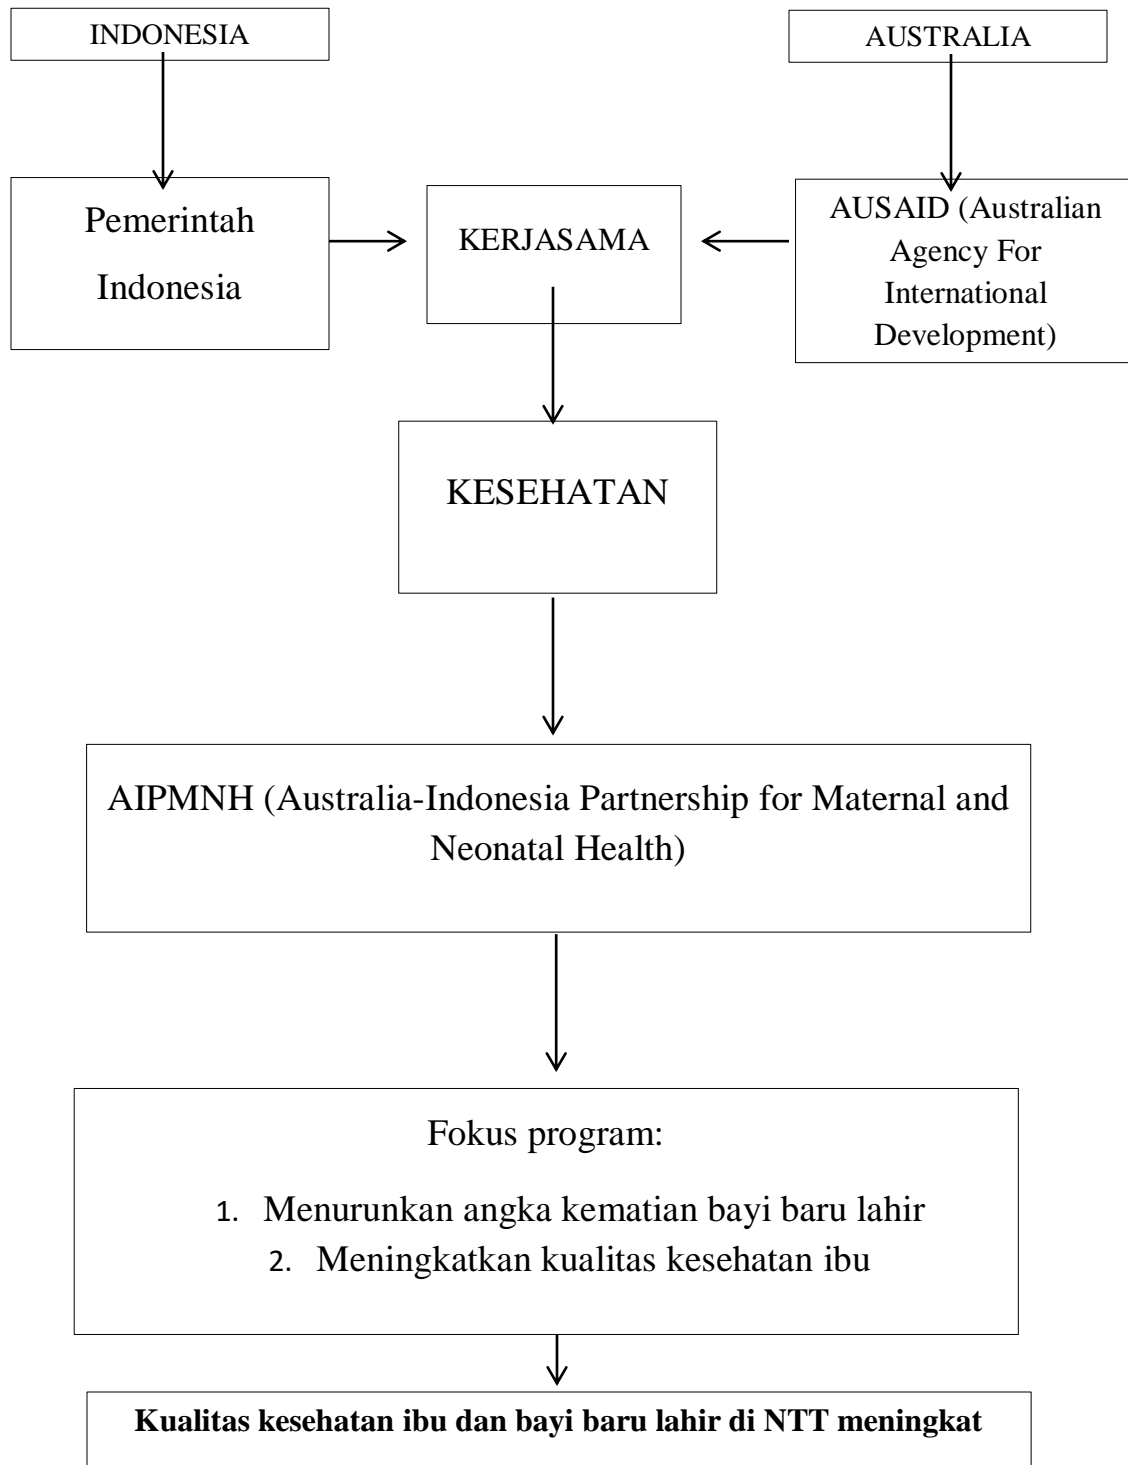 INDONESIA
AUSTRALIA
Pemerintah
Indonesia
KERJASAMA
AUSAID (Australian
Agency For
International
Development)
KESEHATAN
AIPMNH (Australia-Indonesia Partnership for Maternal and
Neonatal Health)
Fokus program:
1. Menurunkan angka kematian bayi baru lahir
2. Meningkatkan kualitas kesehatan ibu
Kualitas kesehatan ibu dan bayi baru lahir di NTT meningkat